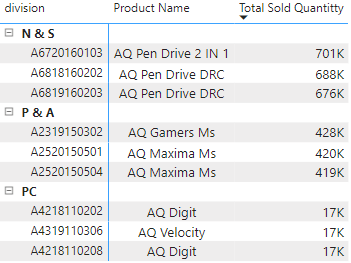 division Product Name Total Sold Quantitty
N & S
A6720160103 AQ Pen Drive 2 IN 1 701K
A6818160202 AQ Pen Drive DRC 688K
A6819160203 AQ Pen Drive DRC 676K
P & A
A2319150302 AQ Gamers Ms 428K
A2520150501 AQ Maxima Ms 420K
A2520150504 AQ Maxima Ms 419K
PC
A4218110202 AQ Digit 17K
A4319110306 AQ Velocity 17K
A4218110208 AQ Digit 17K